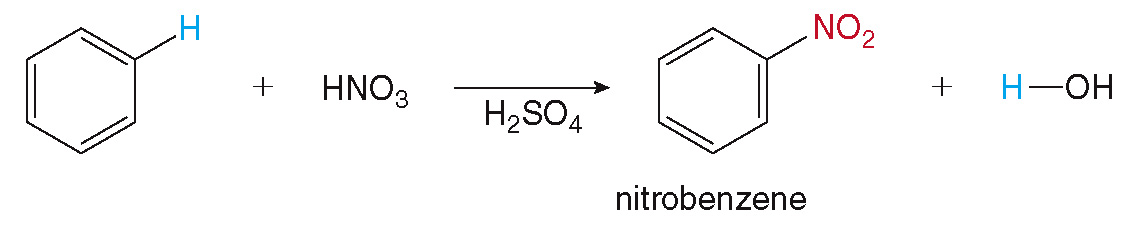 H
+ HNO3 H2SO4 NO2 + H—OH
nitrobenzene